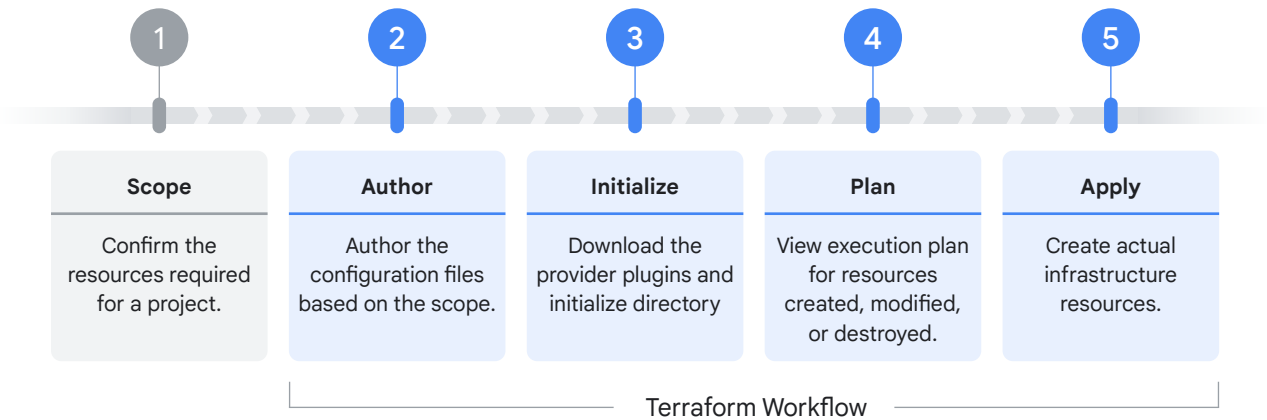 1
2
3
4
5
Scope
Confirm the
resources required
for a project.
Author
Author the
configuration files
based on the scope.
Initialize
Download the
provider plugins and
initialize directory
Plan
View execution plan
for resources
created, modified,
or destroyed.
Apply
Create actual
infrastructure
resources.
Terraform Workflow